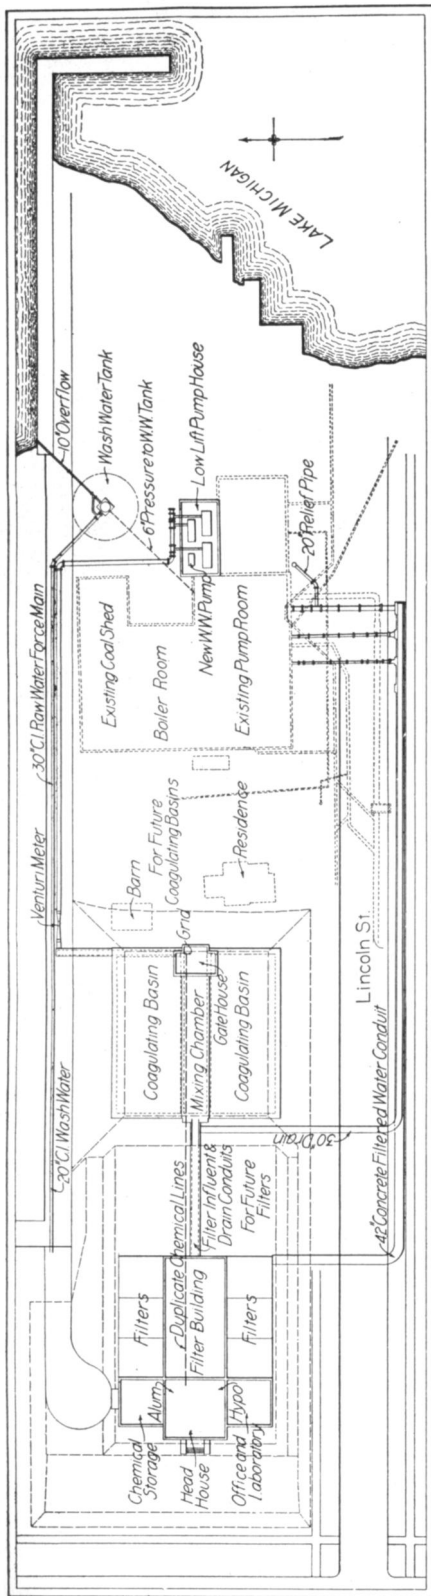 Venturi Meter
30" C.I. Raw Water Force Main
10" Overflow
20" C.I. Wash Water
Wash Water Tank
6" Pressure to W.W. Tank
Low Lift Pump House
New W.W. Pump
LAKE MICHIGAN
Existing Coal Shed
Boiler Room
Existing Pump Room
20" Relief Pipe
Barn
For Future
Coagulating Basins
Residence
Grid
Coagulating Basin
Mixing Chamber
Gate House
Coagulating Basin
Lincoln St.
30" Drain
42" Concrete Filtered Water Conduit
Duplicate Chemical Lines
Filter Influent &
Drain Conduits
For Future
Filters
Filters
Filter Building
Filters
Chemical
Storage
Alum
Head
House
Hypo
Office and
Laboratory